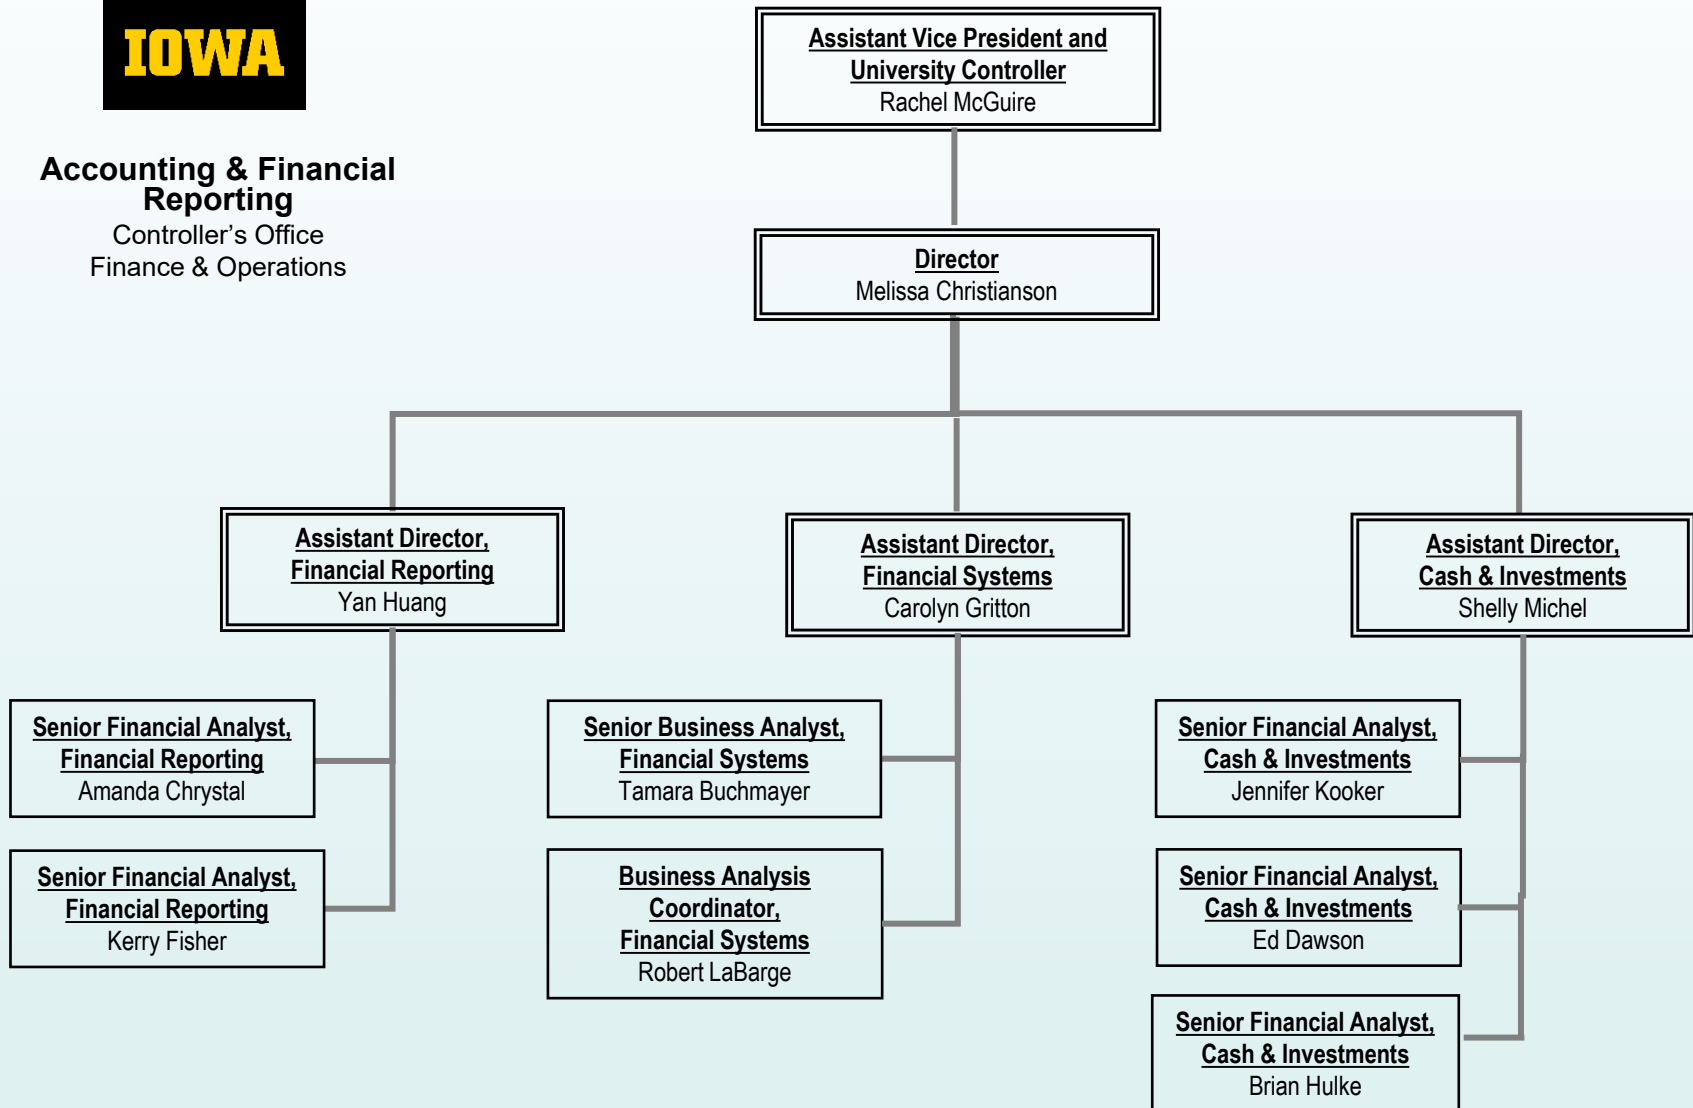 IOWA
Accounting & Financial
Reporting
Controller’s Office
Finance & Operations
Assistant Vice President and
University Controller
Rachel McGuire
Director
Melissa Christianson
Assistant Director,
Financial Reporting
Yan Huang
Senior Financial Analyst,
Financial Reporting
Amanda Chrystal
Senior Financial Analyst,
Financial Reporting
Kerry Fisher
Assistant Director,
Financial Systems
Carolyn Gritton
Senior Business Analyst,
Financial Systems
Tamara Buchmayer
Business Analysis
Coordinator,
Financial Systems
Robert LaBarge
Assistant Director,
Cash & Investments
Shelly Michel
Senior Financial Analyst,
Cash & Investments
Jennifer Kooker
Senior Financial Analyst,
Cash & Investments
Ed Dawson
Senior Financial Analyst,
Cash & Investments
Brian Hulke